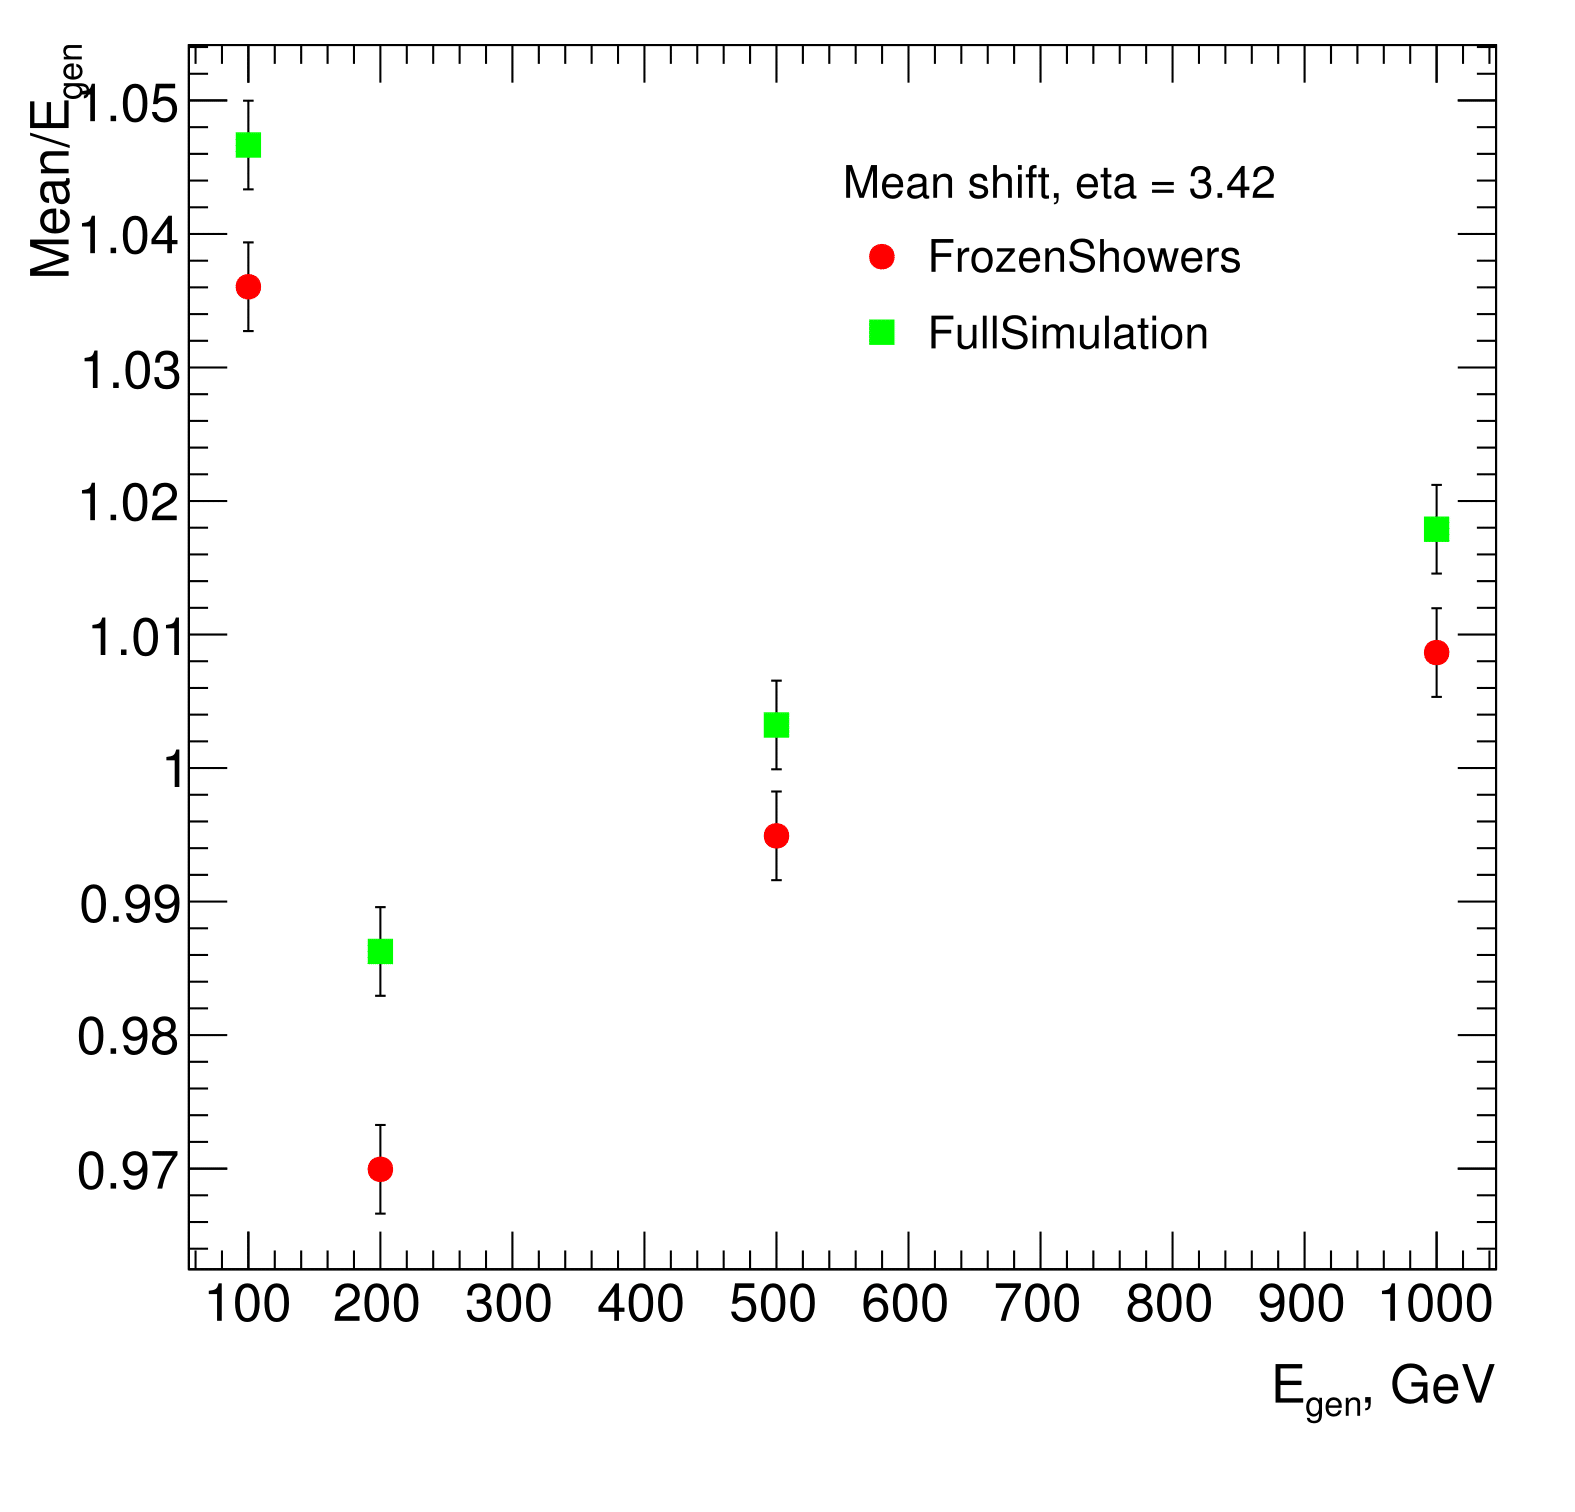 Mean/E_gen
1.05
1.04
1.03
1.02
1.01
1
0.99
0.98
0.97
Mean shift, eta = 3.42
FrozenShowers
FullSimulation
100 200 300 400 500 600 700 800 900 1000
E_gen, GeV